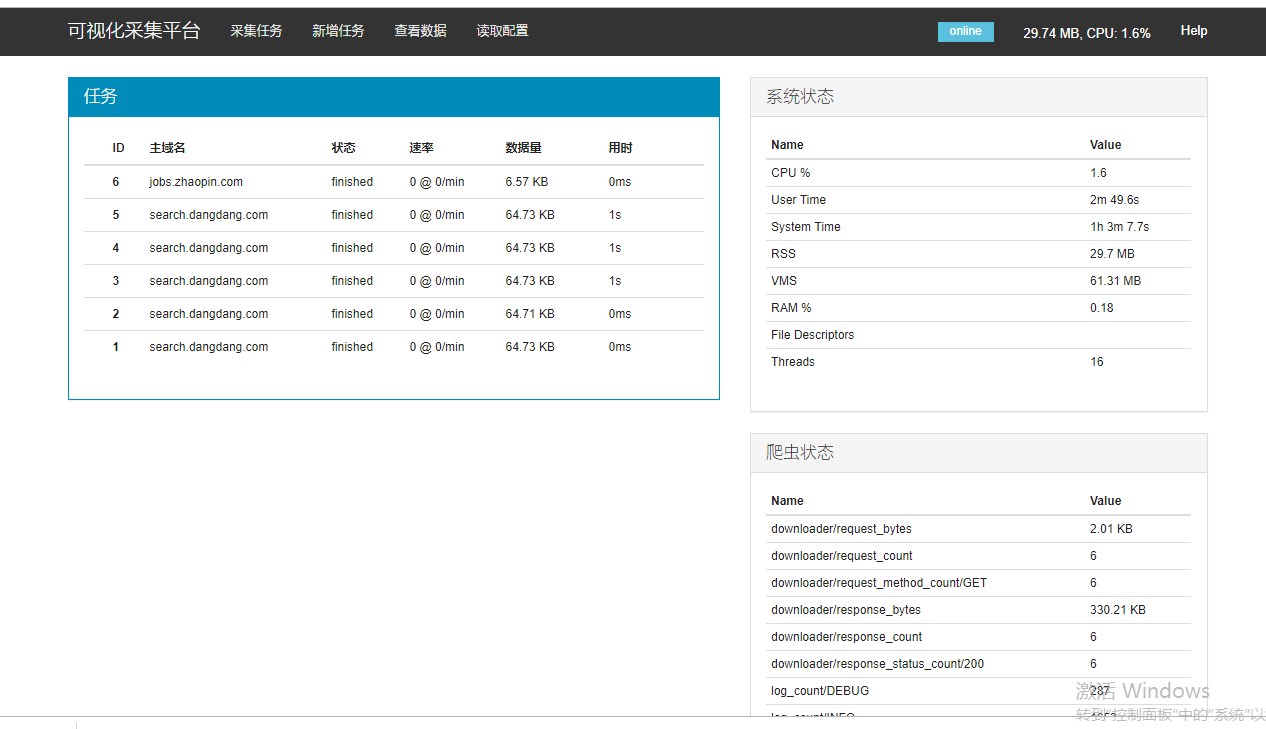 可视化采集平台 采集任务 新增任务 查看数据 读取配置 online 29.74 MB, CPU: 1.6% Help
任务
ID 主域名 状态 速率 数据量 用时
6 jobs.zhaopin.com finished 0 @ 0/min 6.57 KB 0ms
5 search.dangdang.com finished 0 @ 0/min 64.73 KB 1s
4 search.dangdang.com finished 0 @ 0/min 64.73 KB 1s
3 search.dangdang.com finished 0 @ 0/min 64.73 KB 1s
2 search.dangdang.com finished 0 @ 0/min 64.71 KB 0ms
1 search.dangdang.com finished 0 @ 0/min 64.73 KB 0ms
系统状态
Name Value
CPU % 1.6
User Time 2m 49.6s
System Time 1h 3m 7.7s
RSS 29.7 MB
VMS 61.31 MB
RAM % 0.18
File Descriptors
Threads 16
爬虫状态
Name Value
downloader/request_bytes 2.01 KB
downloader/request_count 6
downloader/request_method_count/GET 6
downloader/response_bytes 330.21 KB
downloader/response_count 6
downloader/response_status_count/200 6
log_count/DEBUG 287
log_count/INFO
激活 Windows
转到"控制面板"中的"系统"以